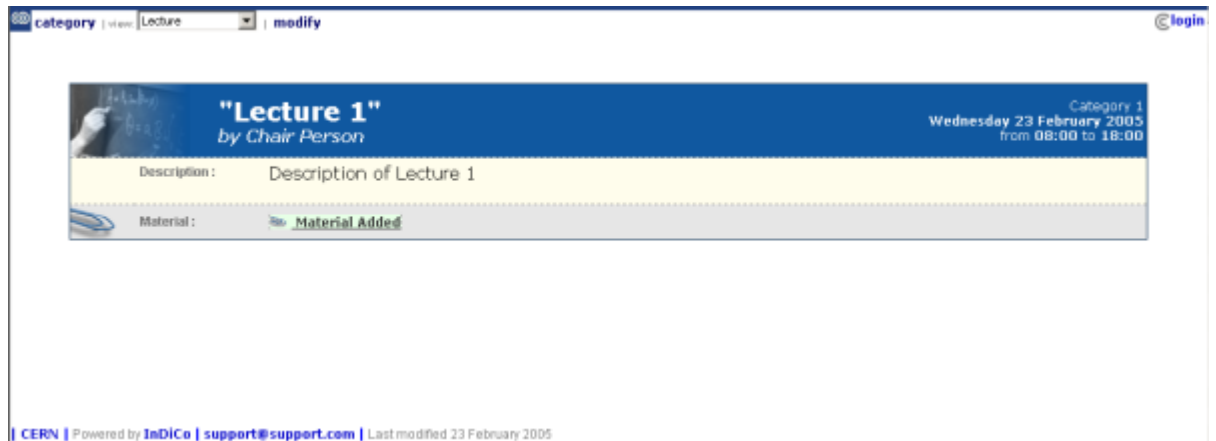 category | view: Lecture | modify
login
"Lecture 1"
by Chair Person
Category 1
Wednesday 23 February 2005
from 08:00 to 18:00
Description: Description of Lecture 1
Material: Material Added
| CERN | Powered by InDiCo | support@support.com | Last modified 23 February 2005